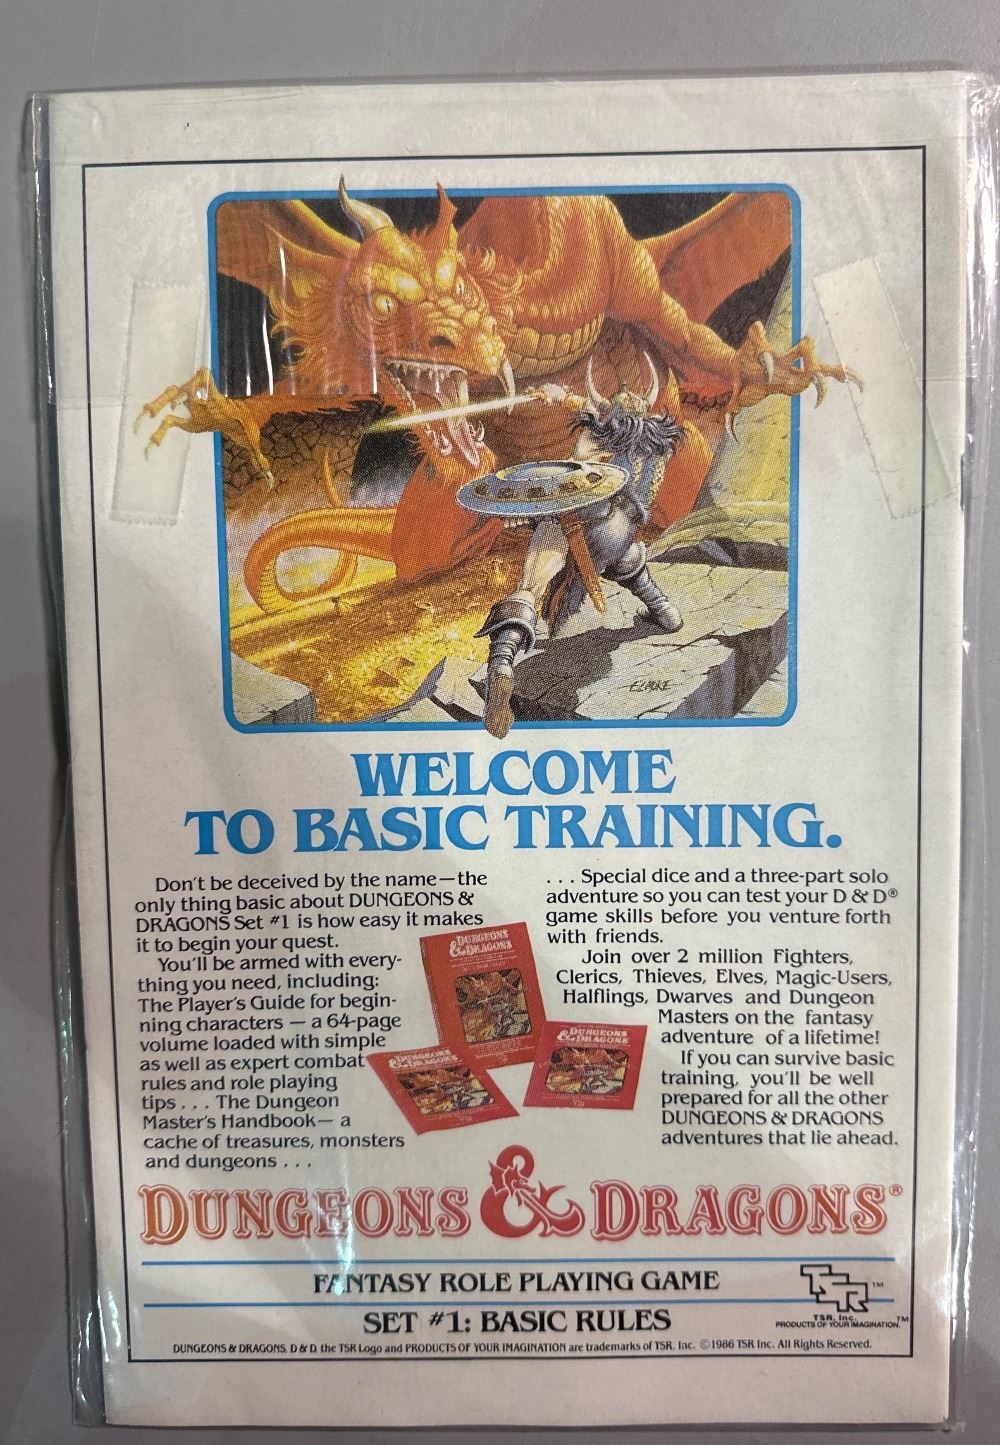 ELMORE
WELCOME
TO BASIC TRAINING.
Don't be deceived by the name—the
only thing basic about DUNGEONS &
DRAGONS Set #1 is how easy it makes
it to begin your quest.
You'll be armed with every-
thing you need, including:
The Player's Guide for begin-
ning characters — a 64-page
volume loaded with simple
as well as expert combat
rules and role playing
tips . . . The Dungeon
Master's Handbook— a
cache of treasures, monsters
and dungeons . . .
. . . Special dice and a three-part solo
adventure so you can test your D & D®
game skills before you venture forth
with friends.
Join over 2 million Fighters,
Clerics, Thieves, Elves, Magic-Users,
Halflings, Dwarves and Dungeon
Masters on the fantasy
adventure of a lifetime!
If you can survive basic
training, you'll be well
prepared for all the other
DUNGEONS & DRAGONS
adventures that lie ahead.
DUNGEONS
& DRAGONS
DUNGEONS
& DRAGONS
DUNGEONS
& DRAGONS
DUNGEONS & DRAGONS®
FANTASY ROLE PLAYING GAME
SET #1: BASIC RULES
TSR™
TSR, Inc.
PRODUCTS OF YOUR IMAGINATION.™
DUNGEONS & DRAGONS, D & D, the TSR Logo and PRODUCTS OF YOUR IMAGINATION are trademarks of TSR, Inc. ©1986 TSR Inc. All Rights Reserved.